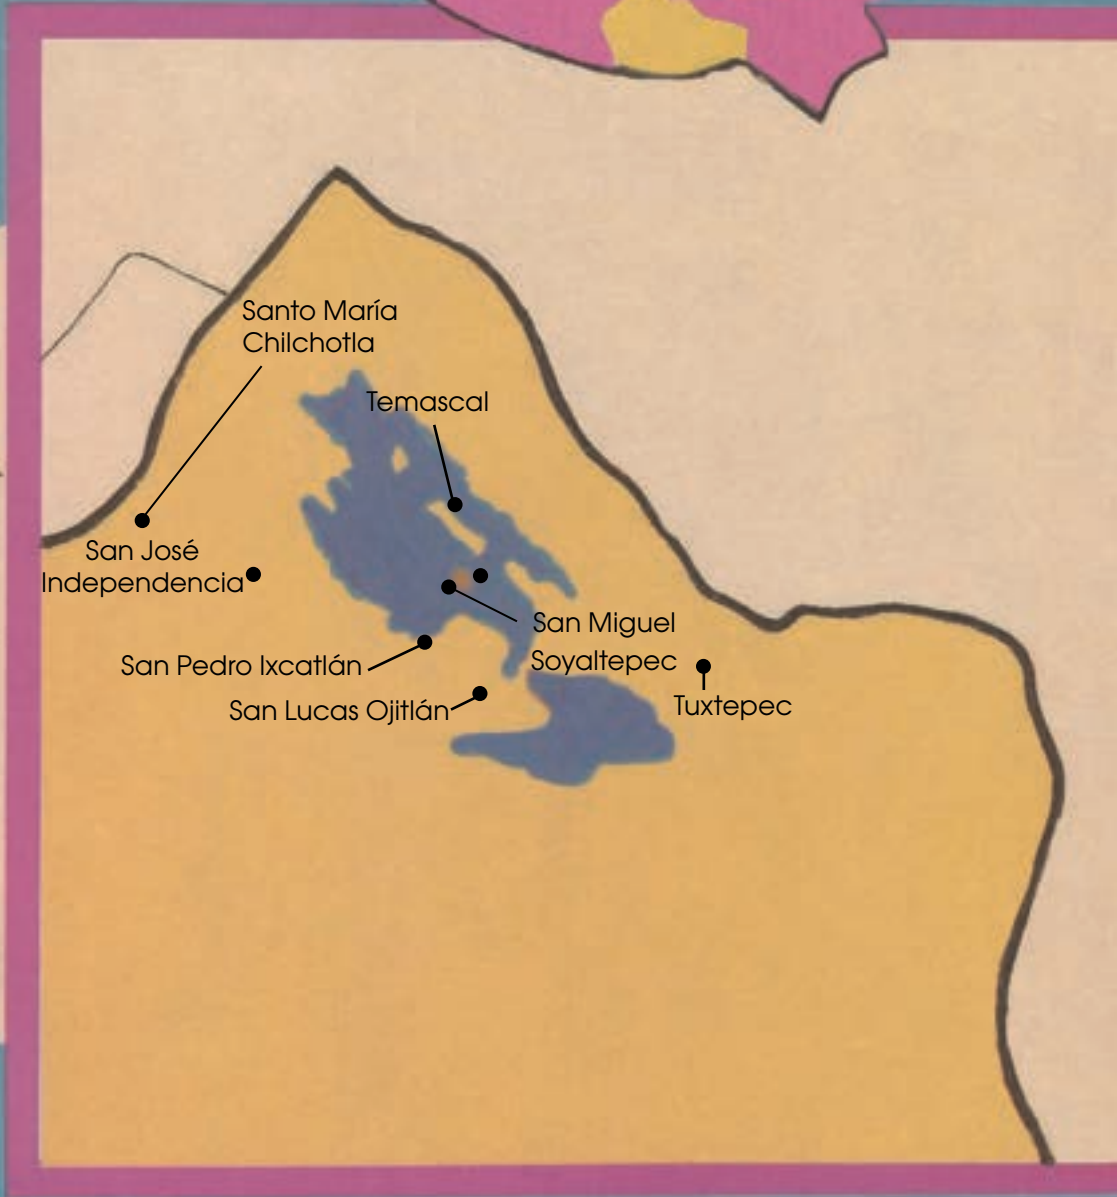 Santo María
Chilchotla
Temascal
San José
Independencia
San Miguel
Soyaltepec
San Pedro Ixcatlán
San Lucas Ojitlán
Tuxtepec